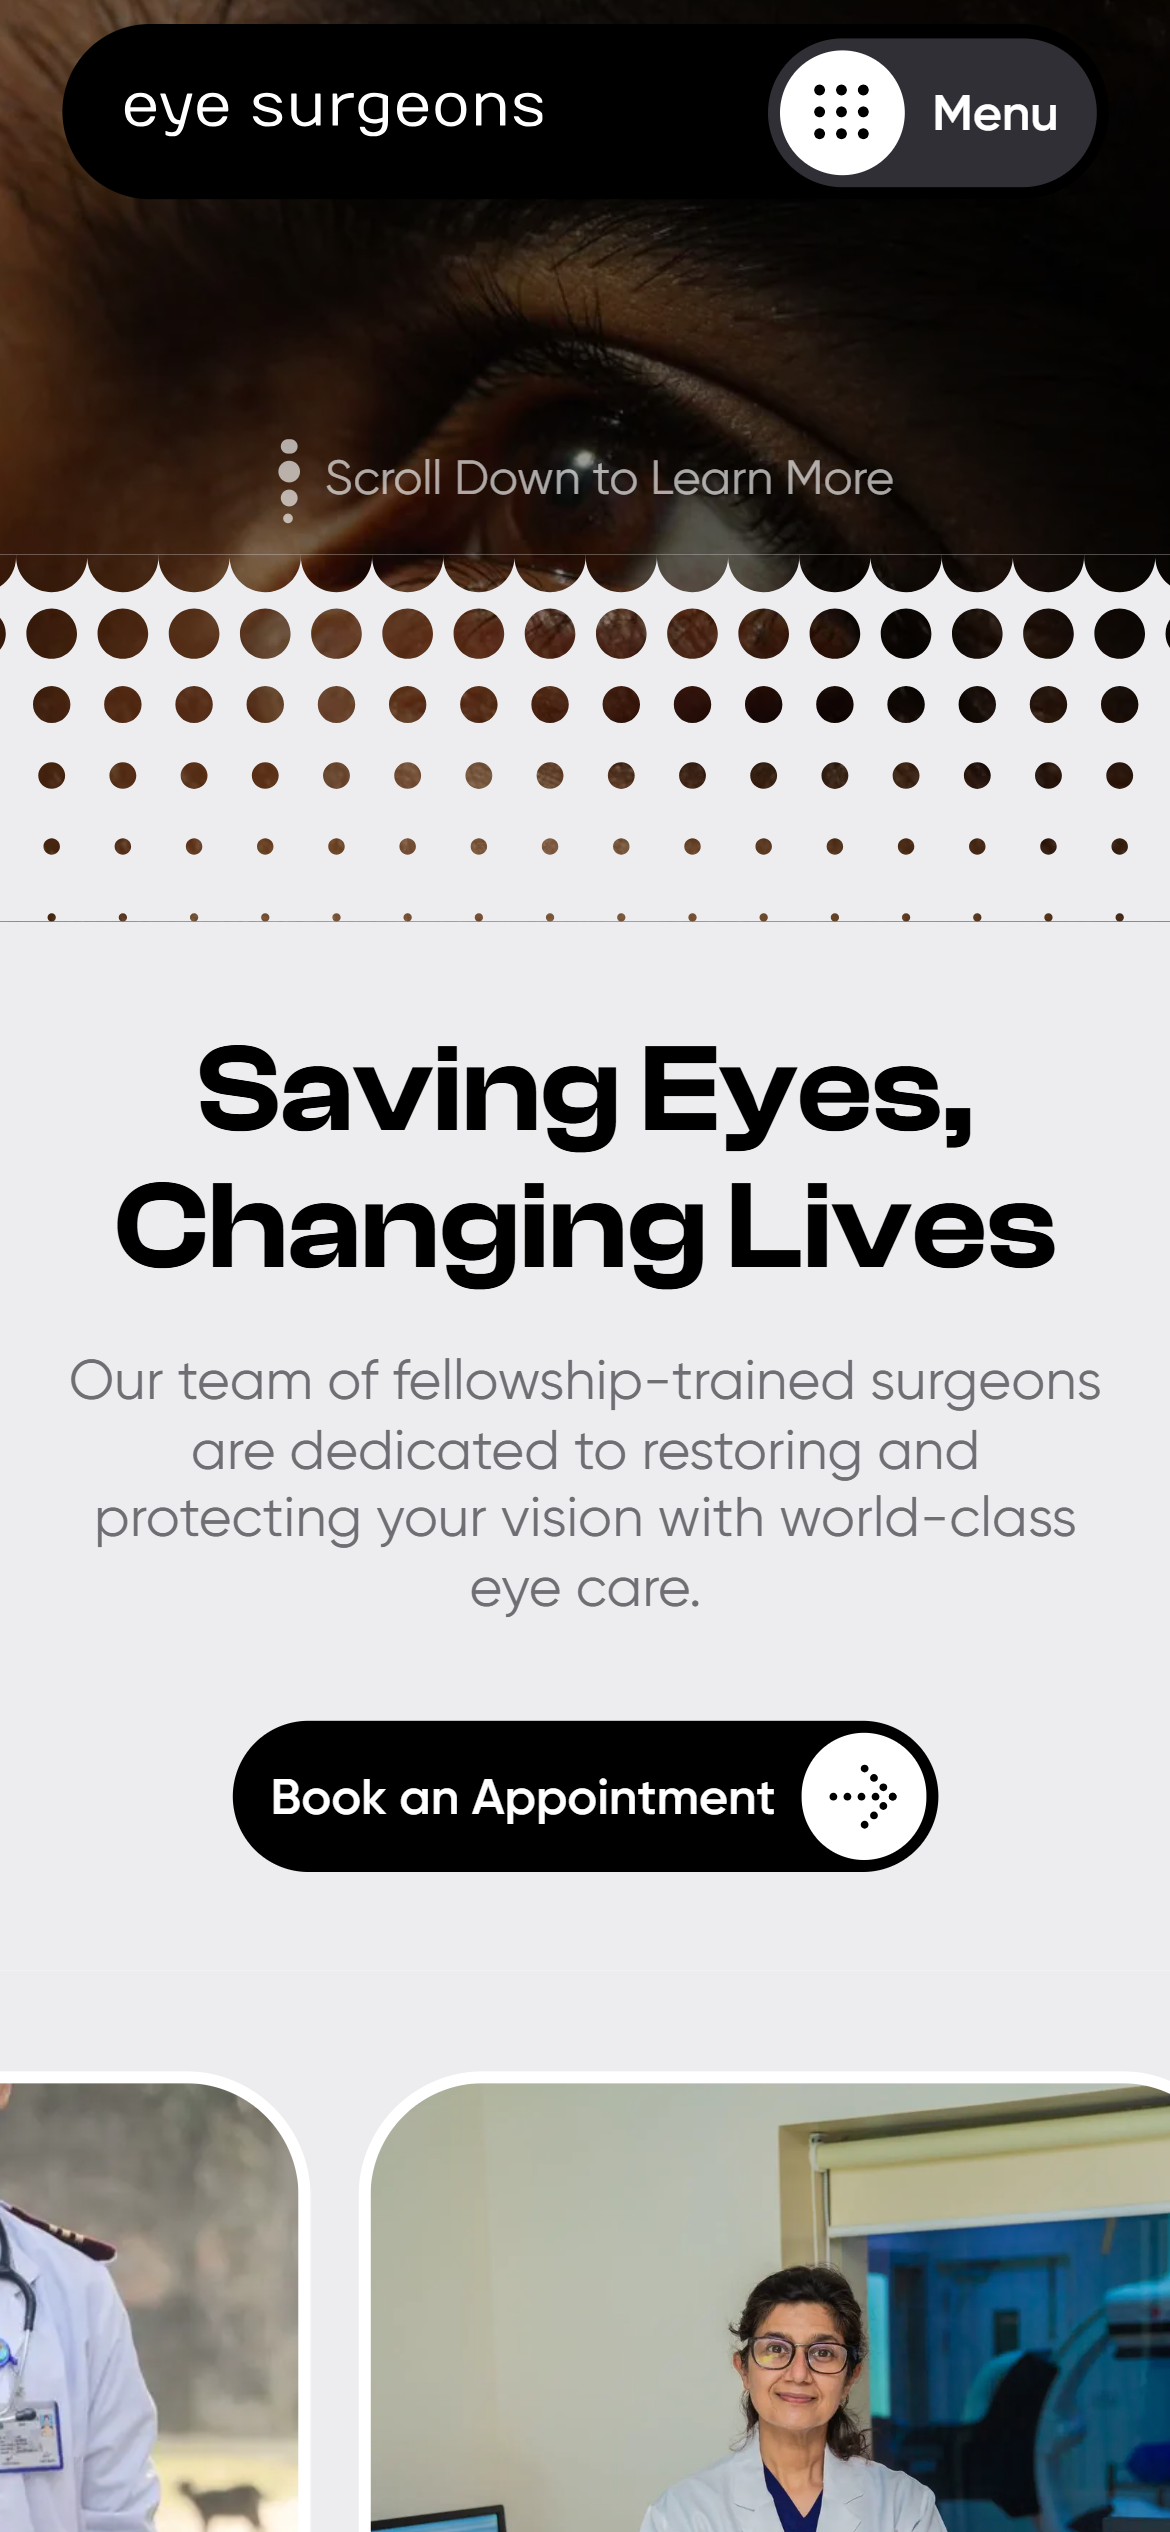 eye surgeons
Menu
Scroll Down to Learn More
Saving Eyes,
Changing Lives
Our team of fellowship-trained surgeons
are dedicated to restoring and
protecting your vision with world-class
eye care.
Book an Appointment